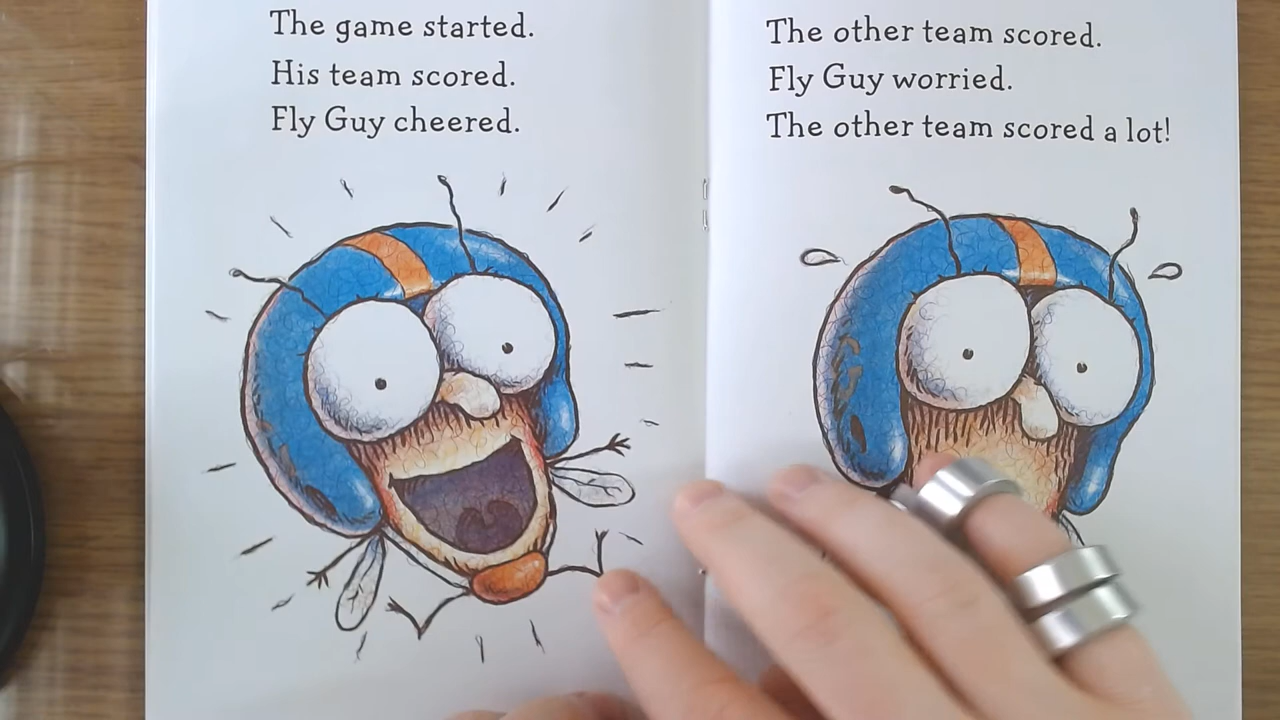 The game started.
His team scored.
Fly Guy cheered.
The other team scored.
Fly Guy worried.
The other team scored a lot!